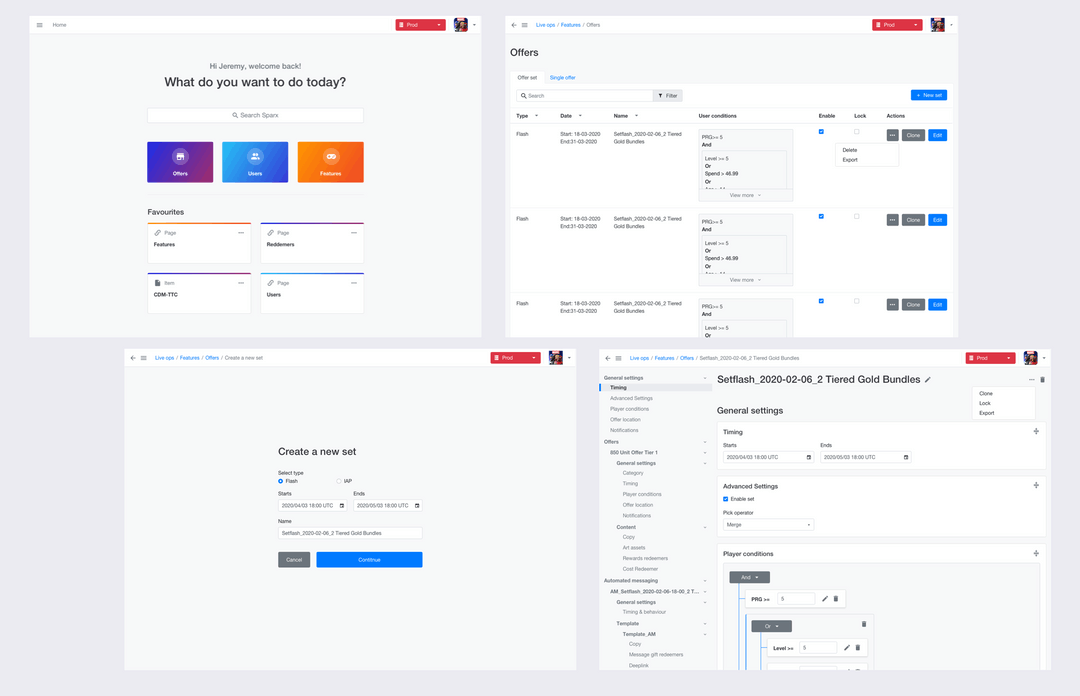 Home
Prod
Hi Jeremy, welcome back!
What do you want to do today?
Search Sparx
Offers
Users
Features
Favourites
Page
Features
Page
Reddemers
Item
CDM-TTC
Page
Users
Live ops / Features / Offers
Prod
Offers
Offer set
Single offer
Search
Filter
+ New set
Type
Date
Name
User conditions
Enable
Lock
Actions
Flash
Start: 18-03-2020
End:31-03-2020
Setflash_2020-02-06_2 Tiered
Gold Bundles
PRG>= 5
And
Level >= 5
Or
Spend > 46.99
Or
View more
Clone
Edit
Delete
Export
Flash
Start: 18-03-2020
End:31-03-2020
Setflash_2020-02-06_2 Tiered
Gold Bundles
PRG>= 5
And
Level >= 5
Or
Spend > 46.99
Or
View more
Clone
Edit
Flash
Start: 18-03-2020
End:31-03-2020
Setflash_2020-02-06_2 Tiered
Gold Bundles
PRG>= 5
And
Level >= 5
Or
Clone
Edit
Live ops / Features / Offers / Create a new set
Prod
Create a new set
Select type
Flash
IAP
Starts
Ends
2020/04/03 18:00 UTC
2020/05/03 18:00 UTC
Name
Setflash_2020-02-06_2 Tiered Gold Bundles
Cancel
Contitnue
Live ops / Features / Offers / Setflash_2020-02-06_2 Tiered Gold Bundles
Prod
General settings
Timing
Advanced Settings
Player conditions
Offer location
Notifications
Offers
850 Unit Offer Tier 1
General settings
Category
Timing
Player conditions
Offer location
Notifications
Content
Copy
Art assets
Rewards redeemers
Cost Redeemer
Automated messaging
AM_Setflash_2020-02-06-18-00_2 T...
General settings
Timing & behaviour
Template
Template_AM
Copy
Message gift redeemers
Deeplink
Setflash_2020-02-06_2 Tiered Gold Bundles
Clone
Lock
Export
General settings
Timing
Starts
Ends
2020/04/03 18:00 UTC
2020/05/03 18:00 UTC
Advanced Settings
Enable set
Pick operator
Merge
Player conditions
And
PRG >=
5
Or
Level >=
5